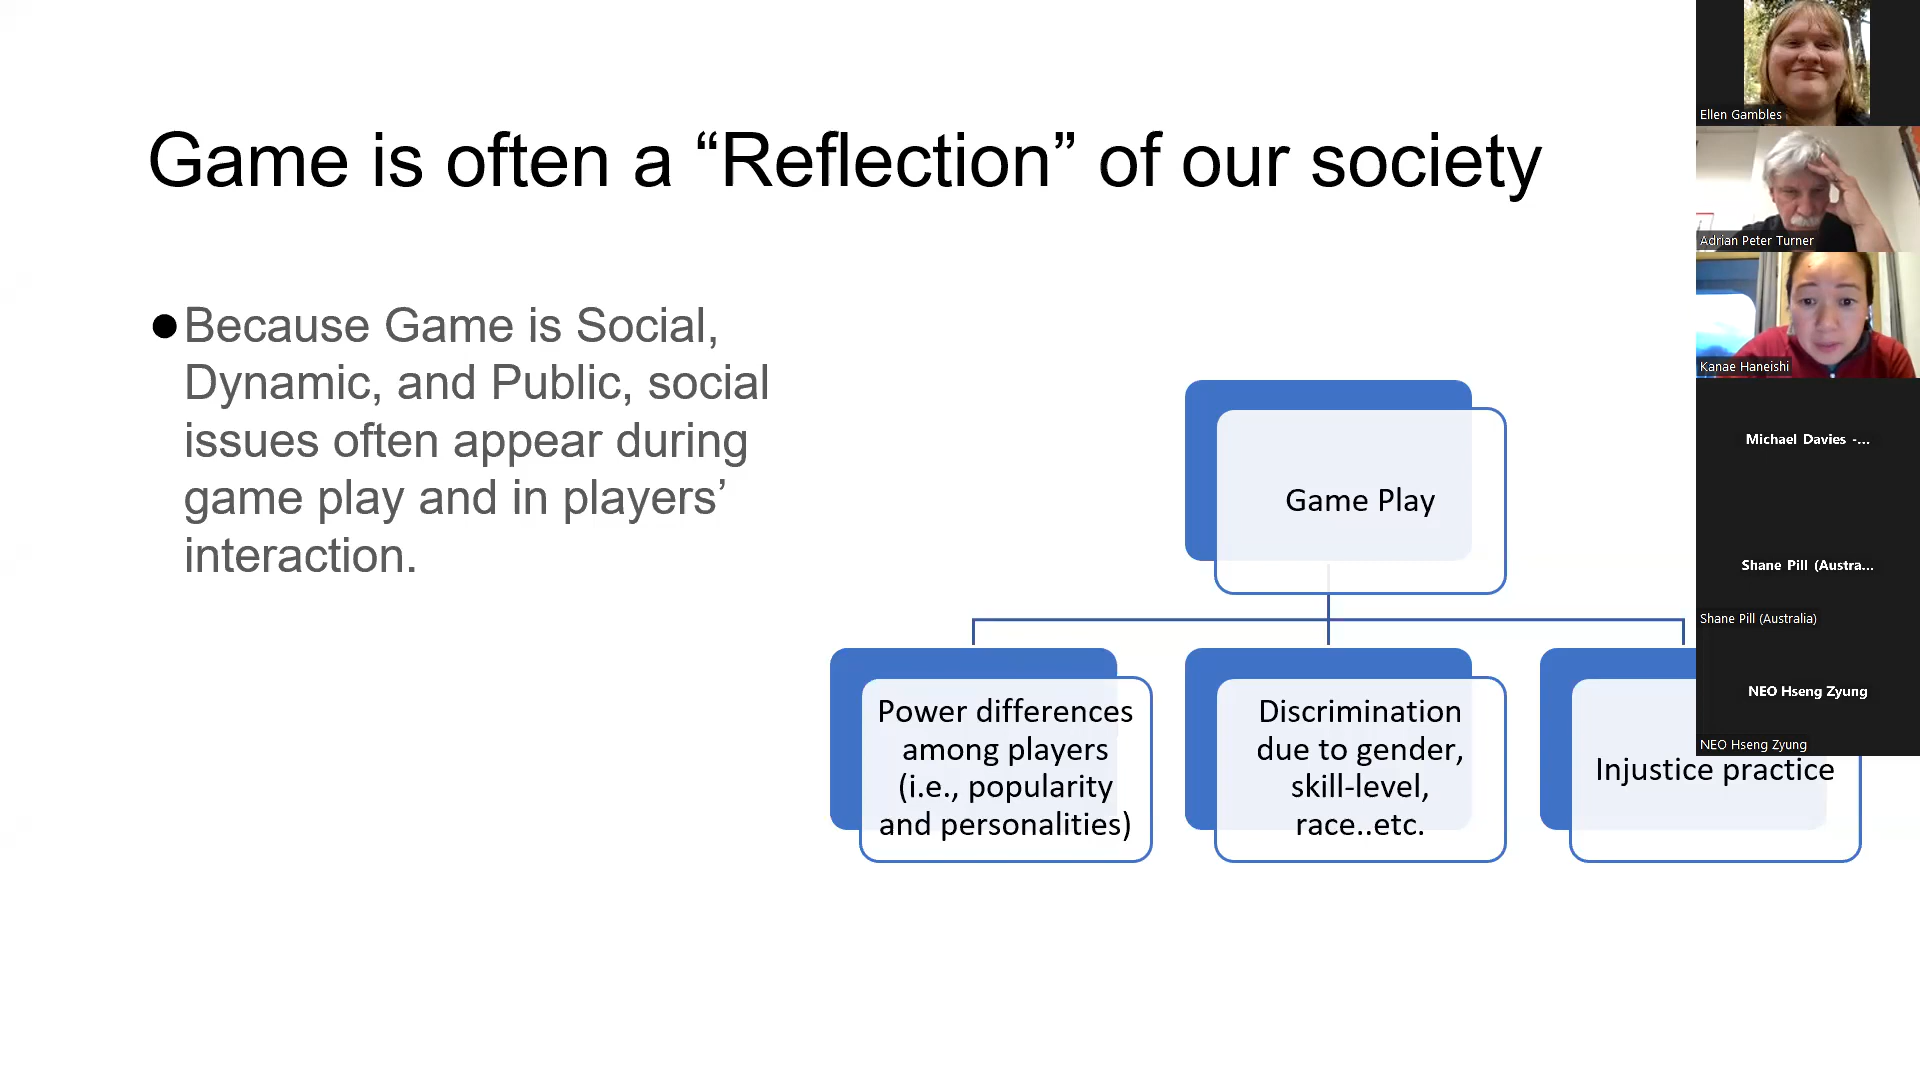 Game is often a “Reflection” of our society
●Because Game is Social,
Dynamic, and Public, social
issues often appear during
game play and in players’
interaction.
Game Play
Power differences
among players
(i.e., popularity
and personalities)
Discrimination
due to gender,
skill-level,
race..etc.
Injustice practice
Ellen Gambles
Adrian Peter Turner
Kanae Haneishi
Michael Davies -...
Shane Pill (Austra...
Shane Pill (Australia)
NEO Hseng Zyung
NEO Hseng Zyung